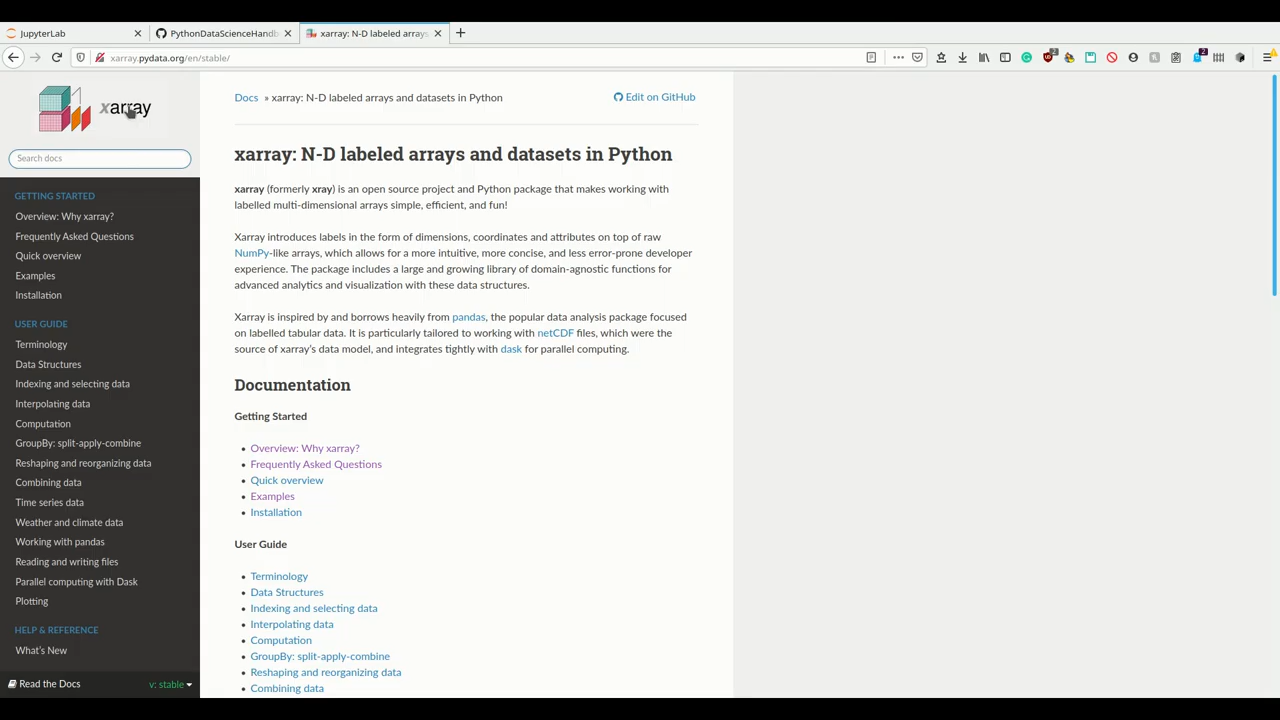 JupyterLab
PythonDataScienceHandb
xarray: N-D labeled arrays
xarray.pydata.org/en/stable/
2
2
xarray
Search docs
GETTING STARTED
Overview: Why xarray?
Frequently Asked Questions
Quick overview
Examples
Installation
USER GUIDE
Terminology
Data Structures
Indexing and selecting data
Interpolating data
Computation
GroupBy: split-apply-combine
Reshaping and reorganizing data
Combining data
Time series data
Weather and climate data
Working with pandas
Reading and writing files
Parallel computing with Dask
Plotting
HELP & REFERENCE
What's New
Read the Docs
v: stable
Docs » xarray: N-D labeled arrays and datasets in Python
Edit on GitHub
xarray: N-D labeled arrays and datasets in Python
xarray (formerly xray) is an open source project and Python package that makes working with
labelled multi-dimensional arrays simple, efficient, and fun!
Xarray introduces labels in the form of dimensions, coordinates and attributes on top of raw
NumPy-like arrays, which allows for a more intuitive, more concise, and less error-prone developer
experience. The package includes a large and growing library of domain-agnostic functions for
advanced analytics and visualization with these data structures.
Xarray is inspired by and borrows heavily from pandas, the popular data analysis package focused
on labelled tabular data. It is particularly tailored to working with netCDF files, which were the
source of xarray's data model, and integrates tightly with dask for parallel computing.
Documentation
Getting Started
• Overview: Why xarray?
• Frequently Asked Questions
• Quick overview
• Examples
• Installation
User Guide
• Terminology
• Data Structures
• Indexing and selecting data
• Interpolating data
• Computation
• GroupBy: split-apply-combine
• Reshaping and reorganizing data
• Combining data